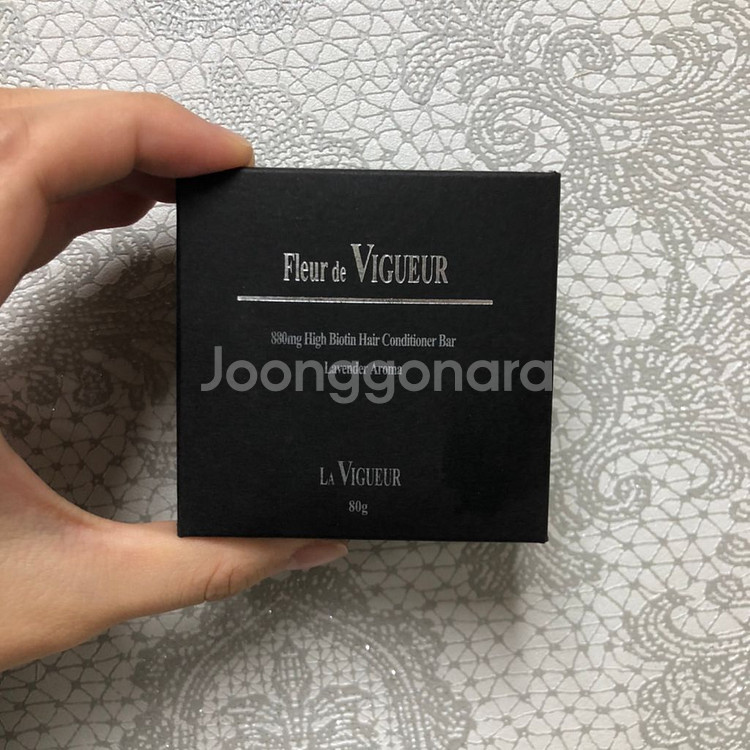 Fleur de VIGUEUR
880mg High Biotin Hair Conditioner Bar
Lavender Aroma
Joonggonara
LA VIGUEUR
80g